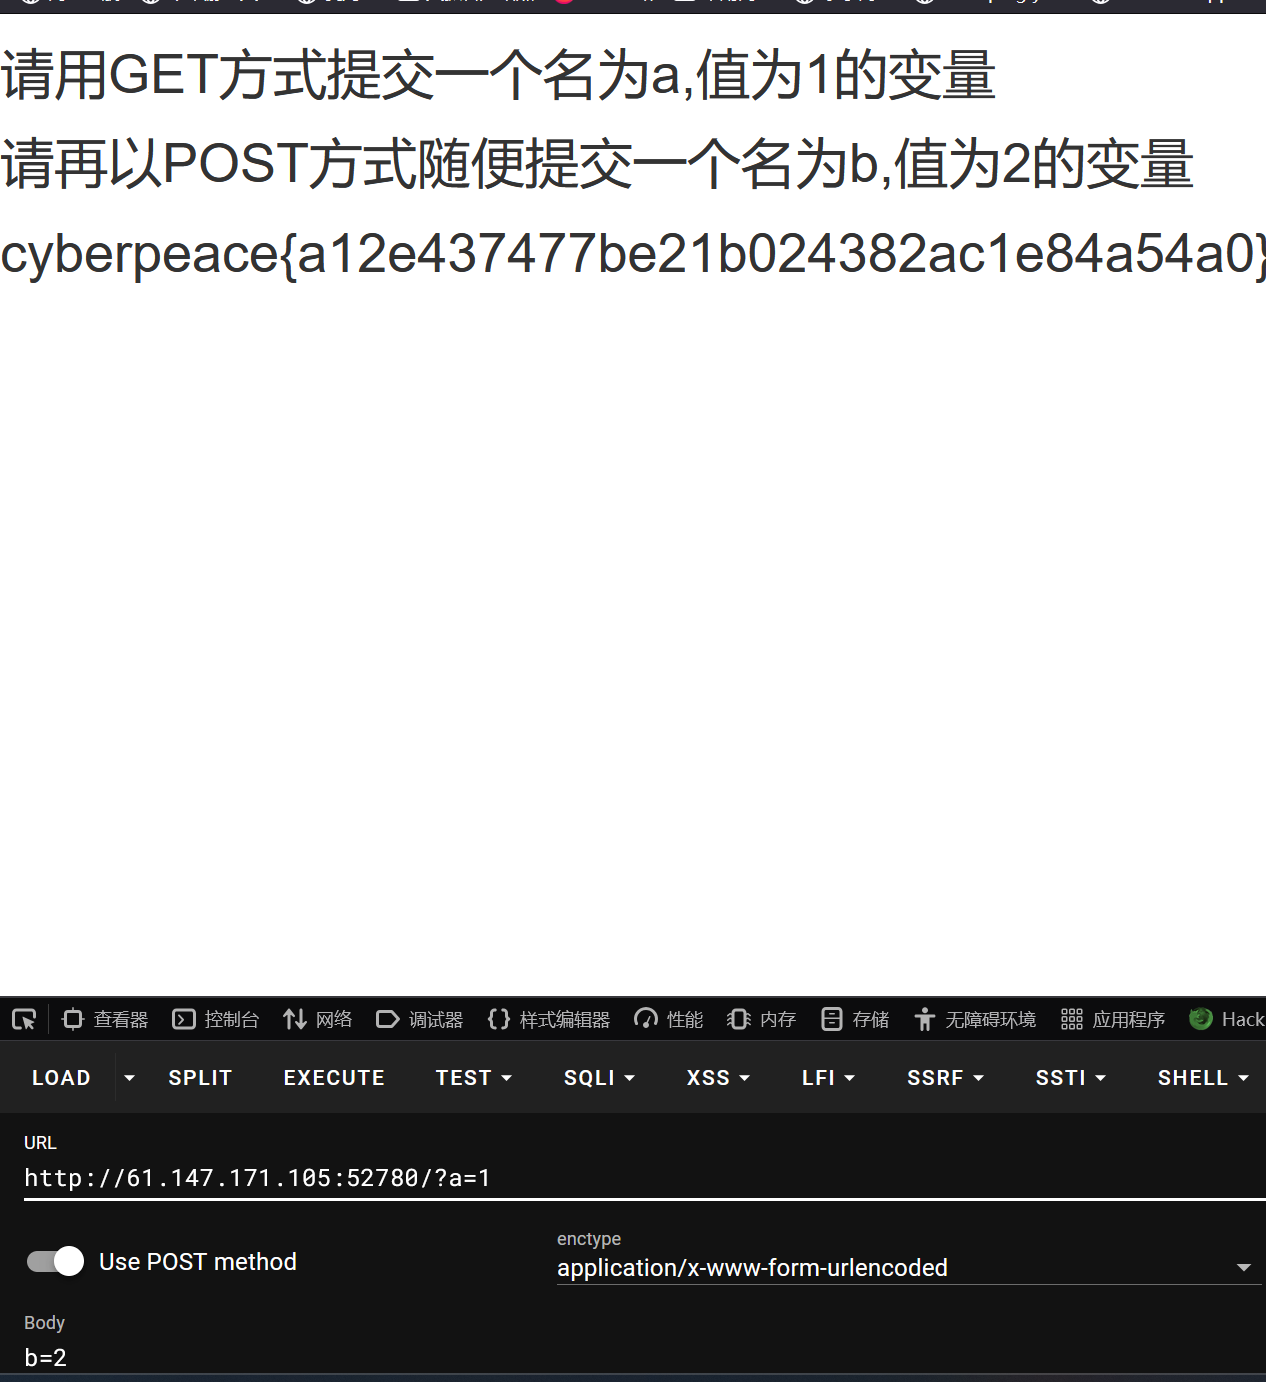 请用GET方式提交一个名为a,值为1的变量
请再以POST方式随便提交一个名为b,值为2的变量
cyberpeace{a12e437477be21b024382ac1e84a54a0}
查看器 控制台 网络 调试器 样式编辑器 性能 内存 存储 无障碍环境 应用程序 Hack
LOAD SPLIT EXECUTE TEST SQLI XSS LFI SSRF SSTI SHELL
URL
http://61.147.171.105:52780/?a=1
Use POST method
enctype
application/x-www-form-urlencoded
Body
b=2